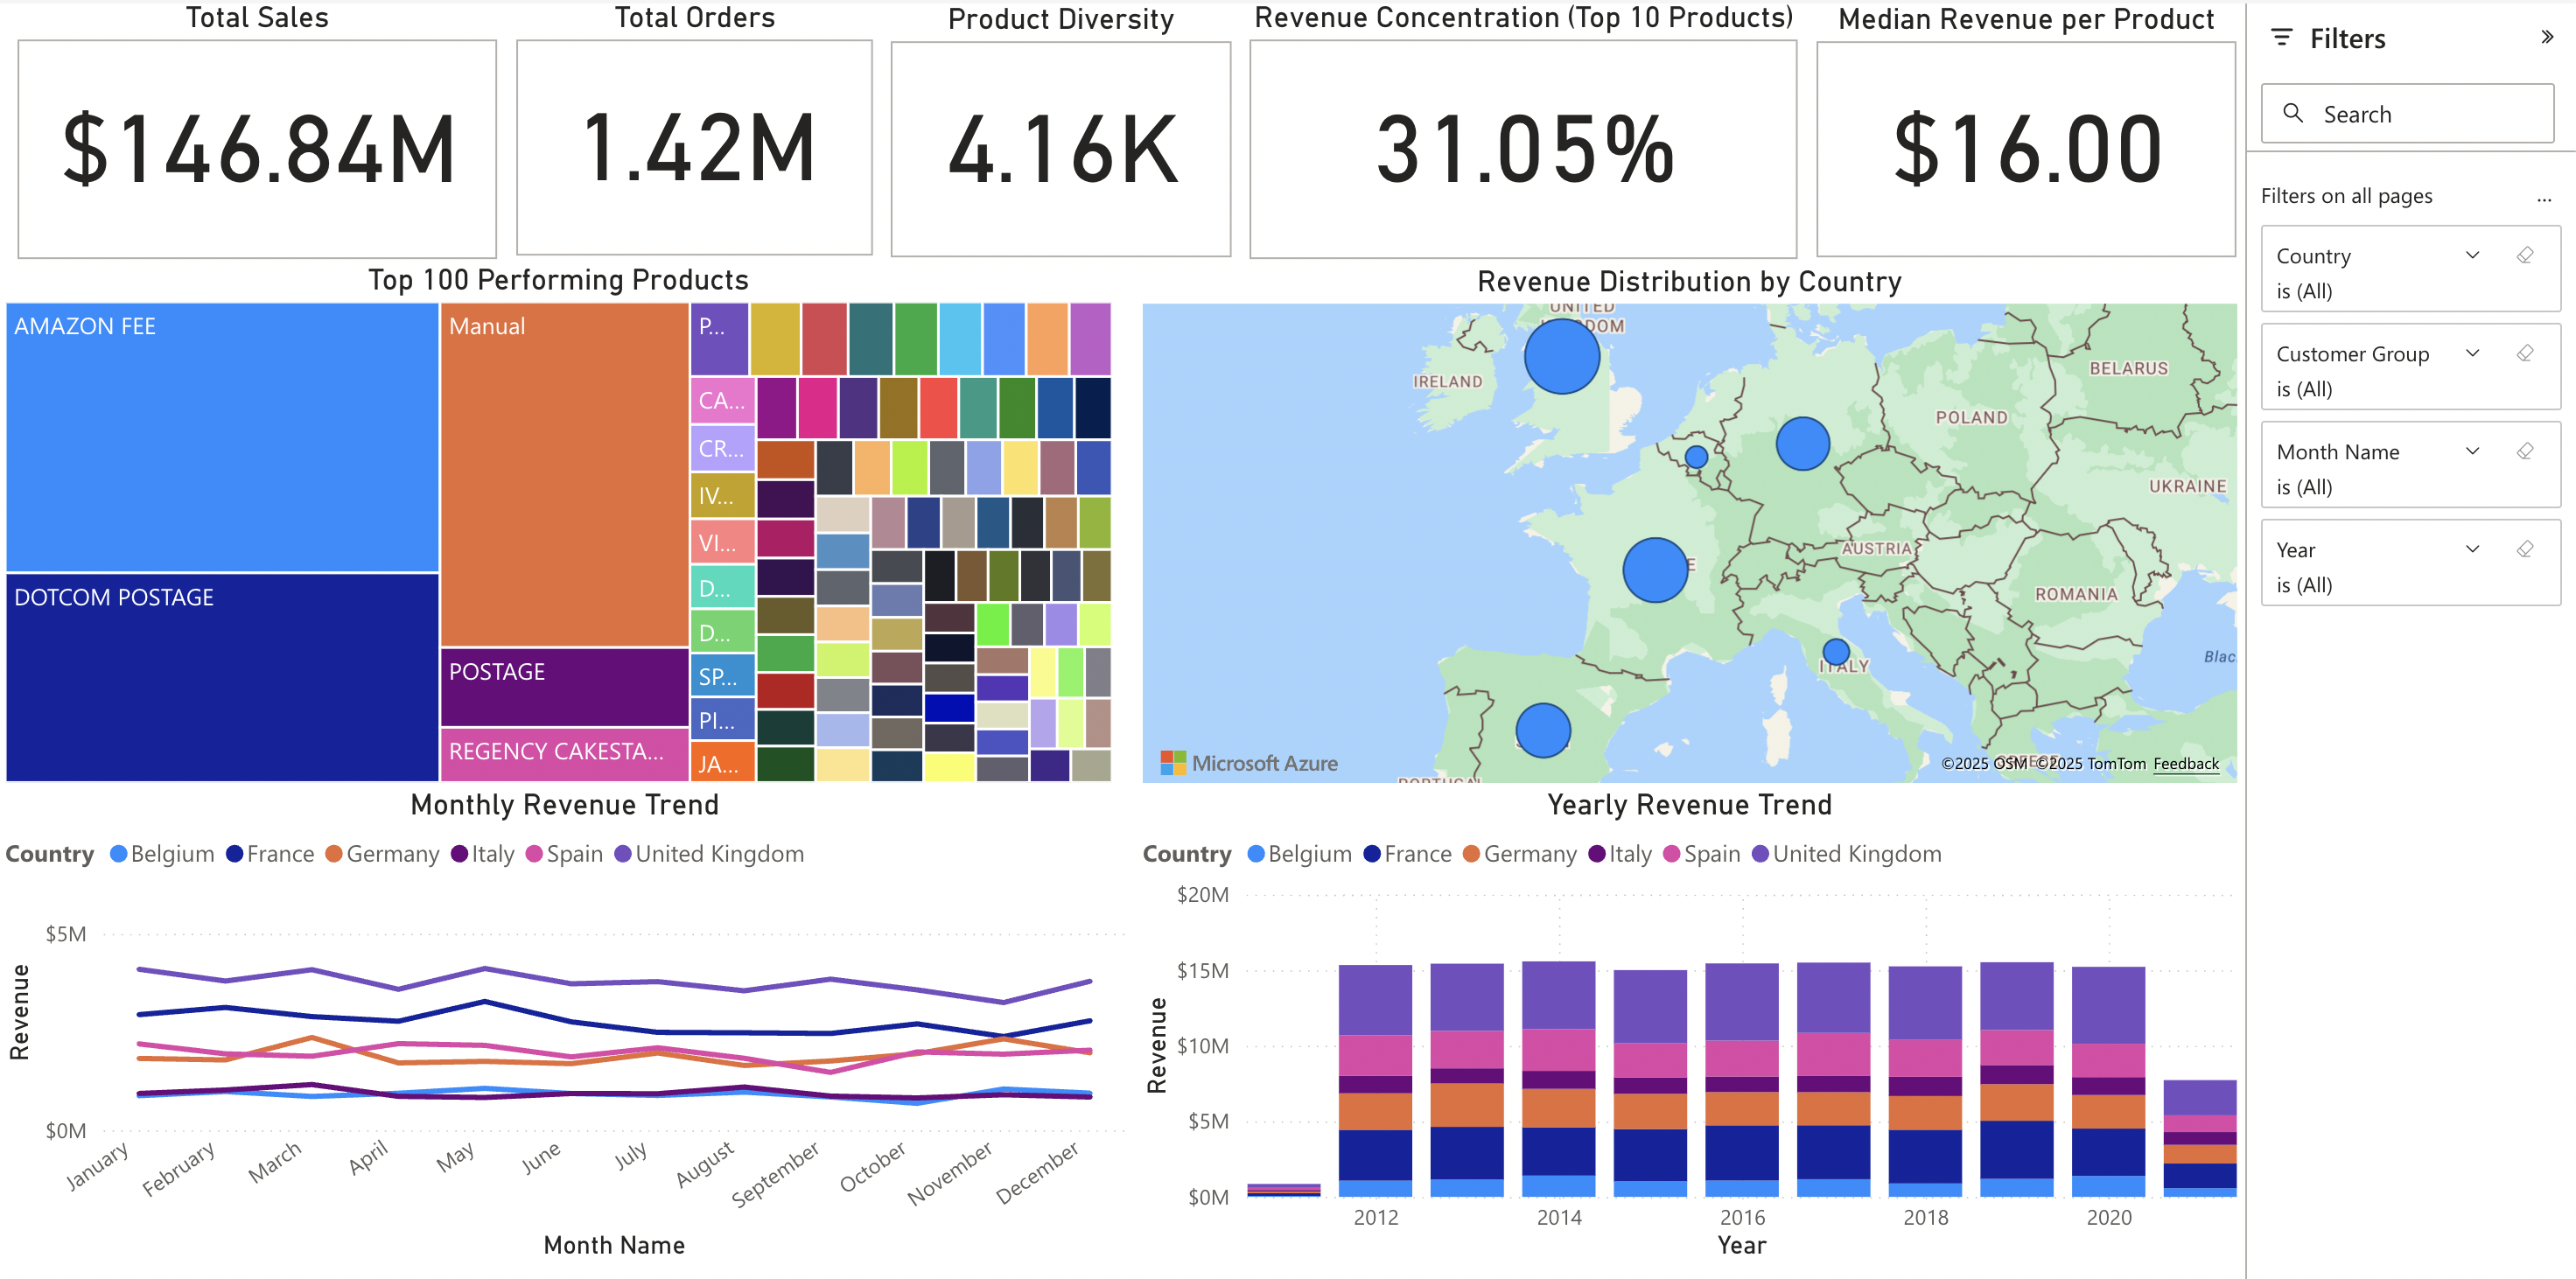 Total Sales
Total Orders
Product Diversity
Revenue Concentration (Top 10 Products)
Median Revenue per Product
$146.84M
1.42M
4.16K
31.05%
$16.00
Top 100 Performing Products
AMAZON FEE
DOTCOM POSTAGE
Manual
POSTAGE
REGENCY CAKESTA...
P...
CA...
CR...
IV...
VI...
D...
D...
SP...
PI...
JA...
Revenue Distribution by Country
UNITED
IRELAND
POLAND
BELARUS
UKRAINE
AUSTRIA
ROMANIA
ITALY
Microsoft Azure
©2025 OSM ©2025 TomTom Feedback
Monthly Revenue Trend
Country Belgium France Germany Italy Spain United Kingdom
Revenue
$5M
$0M
January
February
March
April
May
June
July
August
September
October
November
December
Month Name
Yearly Revenue Trend
Country Belgium France Germany Italy Spain United Kingdom
Revenue
$20M
$15M
$10M
$5M
$0M
2012
2014
2016
2018
2020
Year
Filters
Search
Filters on all pages ...
Country
is (All)
Customer Group
is (All)
Month Name
is (All)
Year
is (All)